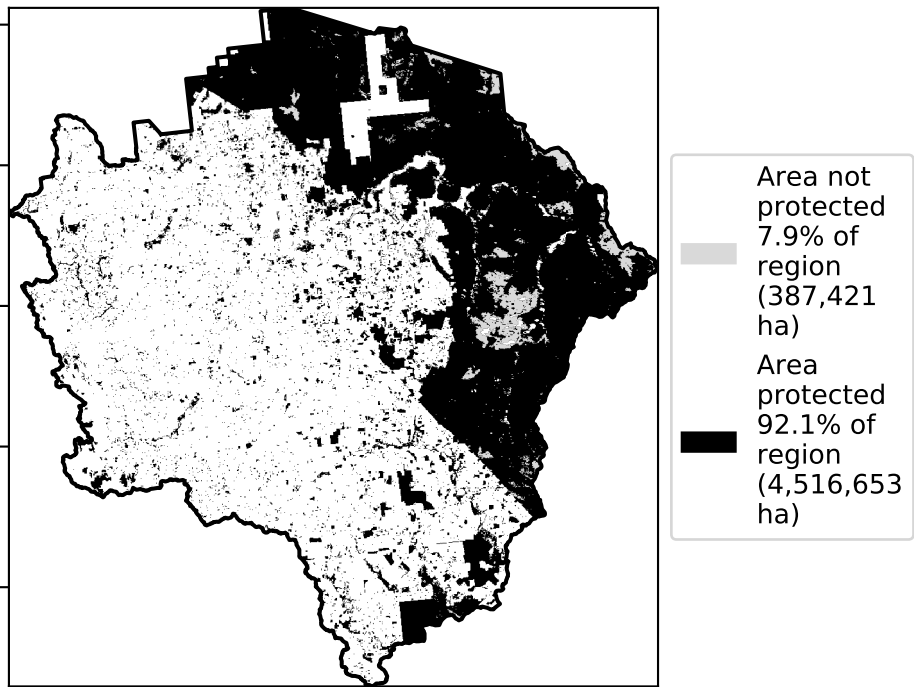 Area not
protected
7.9% of
region
(387,421
ha)
Area
protected
92.1% of
region
(4,516,653
ha)